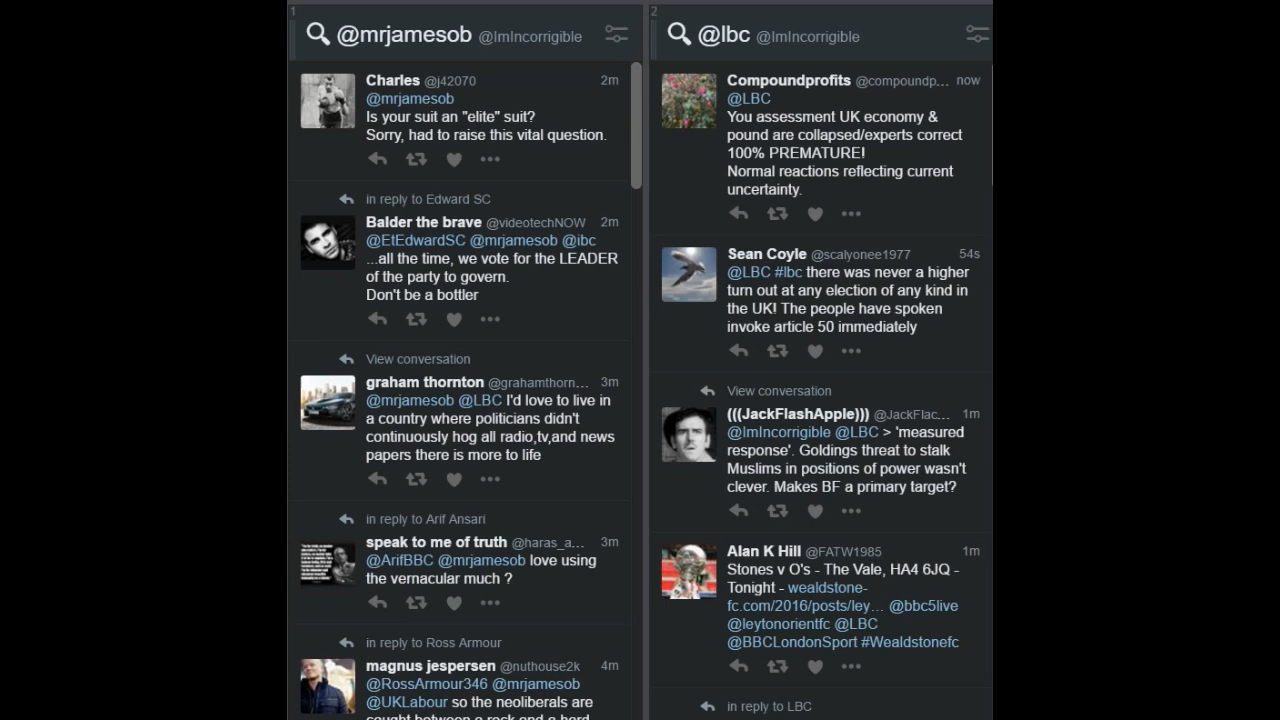 1
@mrjamesob @ImIncorrigible
Charles @j42070 2m
@mrjamesob
Is your suit an "elite" suit?
Sorry, had to raise this vital question.
in reply to Edward SC
Balder the brave @videotechNOW 2m
@EtEdwardSC @mrjamesob @ibc
...all the time, we vote for the LEADER
of the party to govern.
Don't be a bottler
View conversation
graham thornton @grahamthorn... 3m
@mrjamesob @LBC I'd love to live in
a country where politicians didn't
continuously hog all radio,tv,and news
papers there is more to life
in reply to Arif Ansari
speak to me of truth @haras_a... 3m
@ArifBBC @mrjamesob love using
the vernacular much ?
in reply to Ross Armour
magnus jespersen @nuthouse2k 4m
@RossArmour346 @mrjamesob
@UKLabour so the neoliberals are
caught between a rock and a hard
2
@lbc @ImIncorrigible
Compoundprofits @compoundp... now
@LBC
You assessment UK economy &
pound are collapsed/experts correct
100% PREMATURE!
Normal reactions reflecting current
uncertainty.
Sean Coyle @scalyonee1977 54s
@LBC #lbc there was never a higher
turn out at any election of any kind in
the UK! The people have spoken
invoke article 50 immediately
View conversation
(((JackFlashApple))) @JackFlac... 1m
@ImIncorrigible @LBC > 'measured
response'. Goldings threat to stalk
Muslims in positions of power wasn't
clever. Makes BF a primary target?
Alan K Hill @FATW1985 1m
Stones v O's - The Vale, HA4 6JQ -
Tonight - wealdstone-
fc.com/2016/posts/ley... @bbc5live
@leytonorientfc @LBC
@BBCLondonSport #Wealdstonefc
in reply to LBC